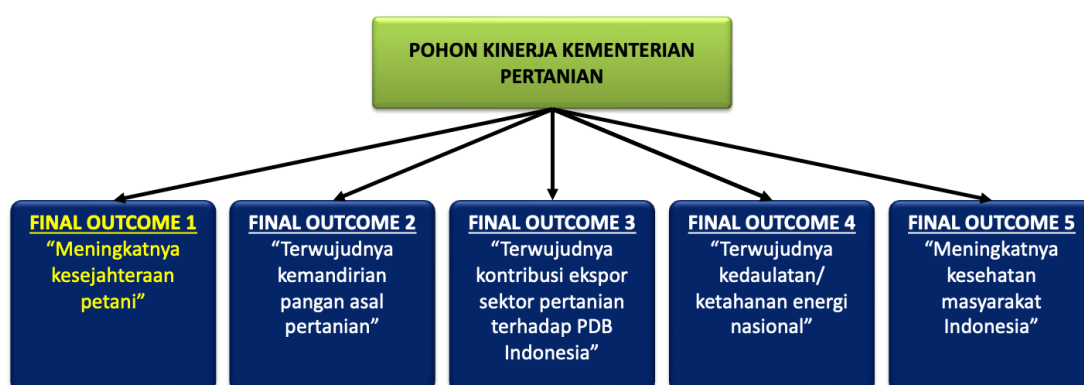 POHON KINERJA KEMENTERIAN
PERTANIAN
FINAL OUTCOME 1
“Meningkatnya
kesejahteraan
petani”
FINAL OUTCOME 2
“Terwujudnya
kemandirian
pangan asal
pertanian”
FINAL OUTCOME 3
“Terwujudnya
kontribusi ekspor
sektor pertanian
terhadap PDB
Indonesia”
FINAL OUTCOME 4
“Terwujudnya
kedaulatan/
ketahanan energi
nasional”
FINAL OUTCOME 5
“Meningkatnya
kesehatan
masyarakat
Indonesia”